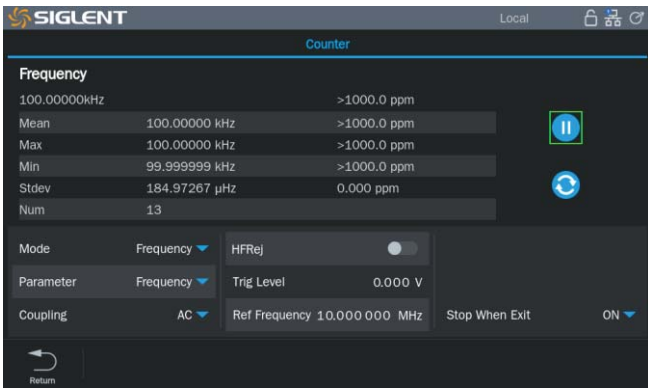 SIGLENT Local
Counter
Frequency
100.00000kHz >1000.0 ppm
Mean 100.00000 kHz >1000.0 ppm
Max 100.00000 kHz >1000.0 ppm
Min 99.999999 kHz >1000.0 ppm
Stdev 184.97267 µHz 0.000 ppm
Num 13
Mode Frequency HFRej
Parameter Frequency Trig Level 0.000 V
Coupling AC Ref Frequency 10.000 000 MHz Stop When Exit ON
Return